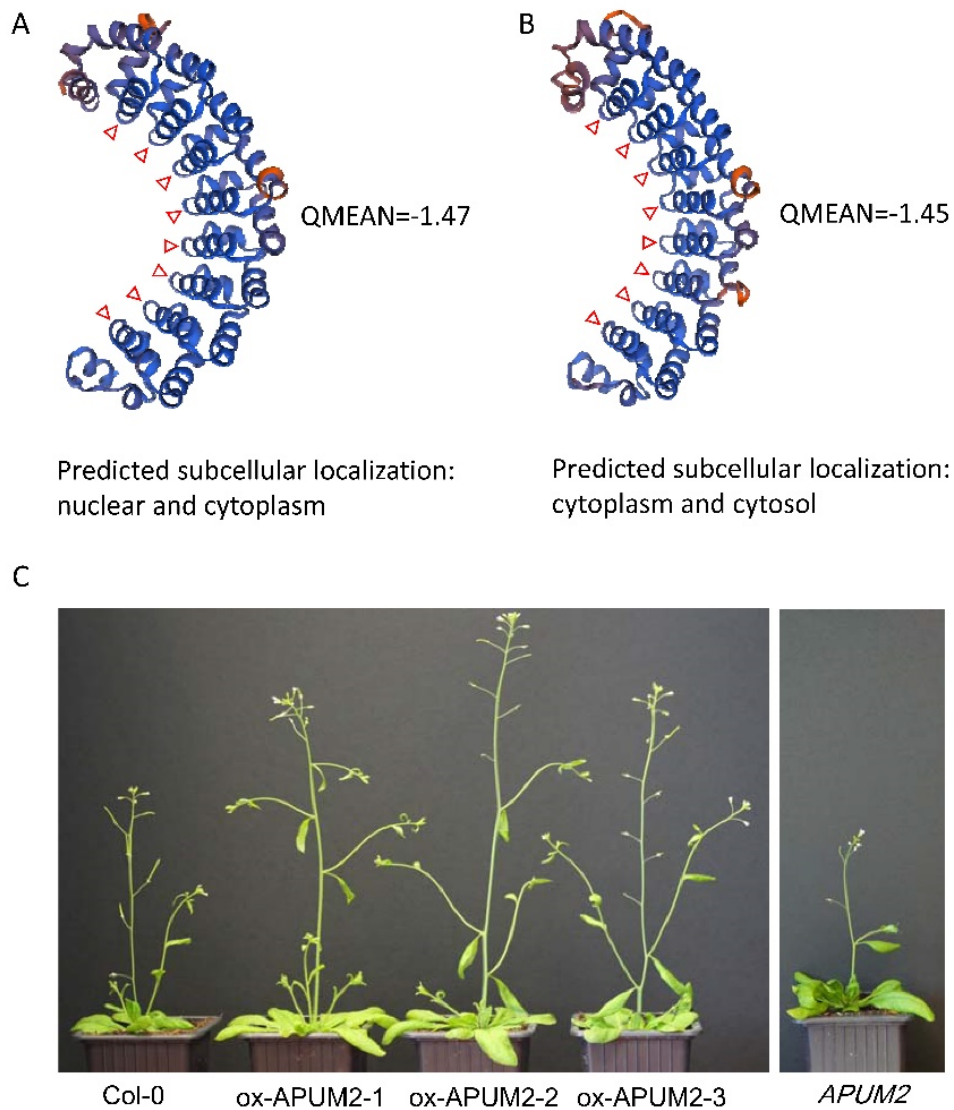 A
B
QMEAN=-1.47
QMEAN=-1.45
Predicted subcellular localization:
nuclear and cytoplasm
Predicted subcellular localization:
cytoplasm and cytosol
C
Col-0
ox-APUM2-1
ox-APUM2-2
ox-APUM2-3
APUM2